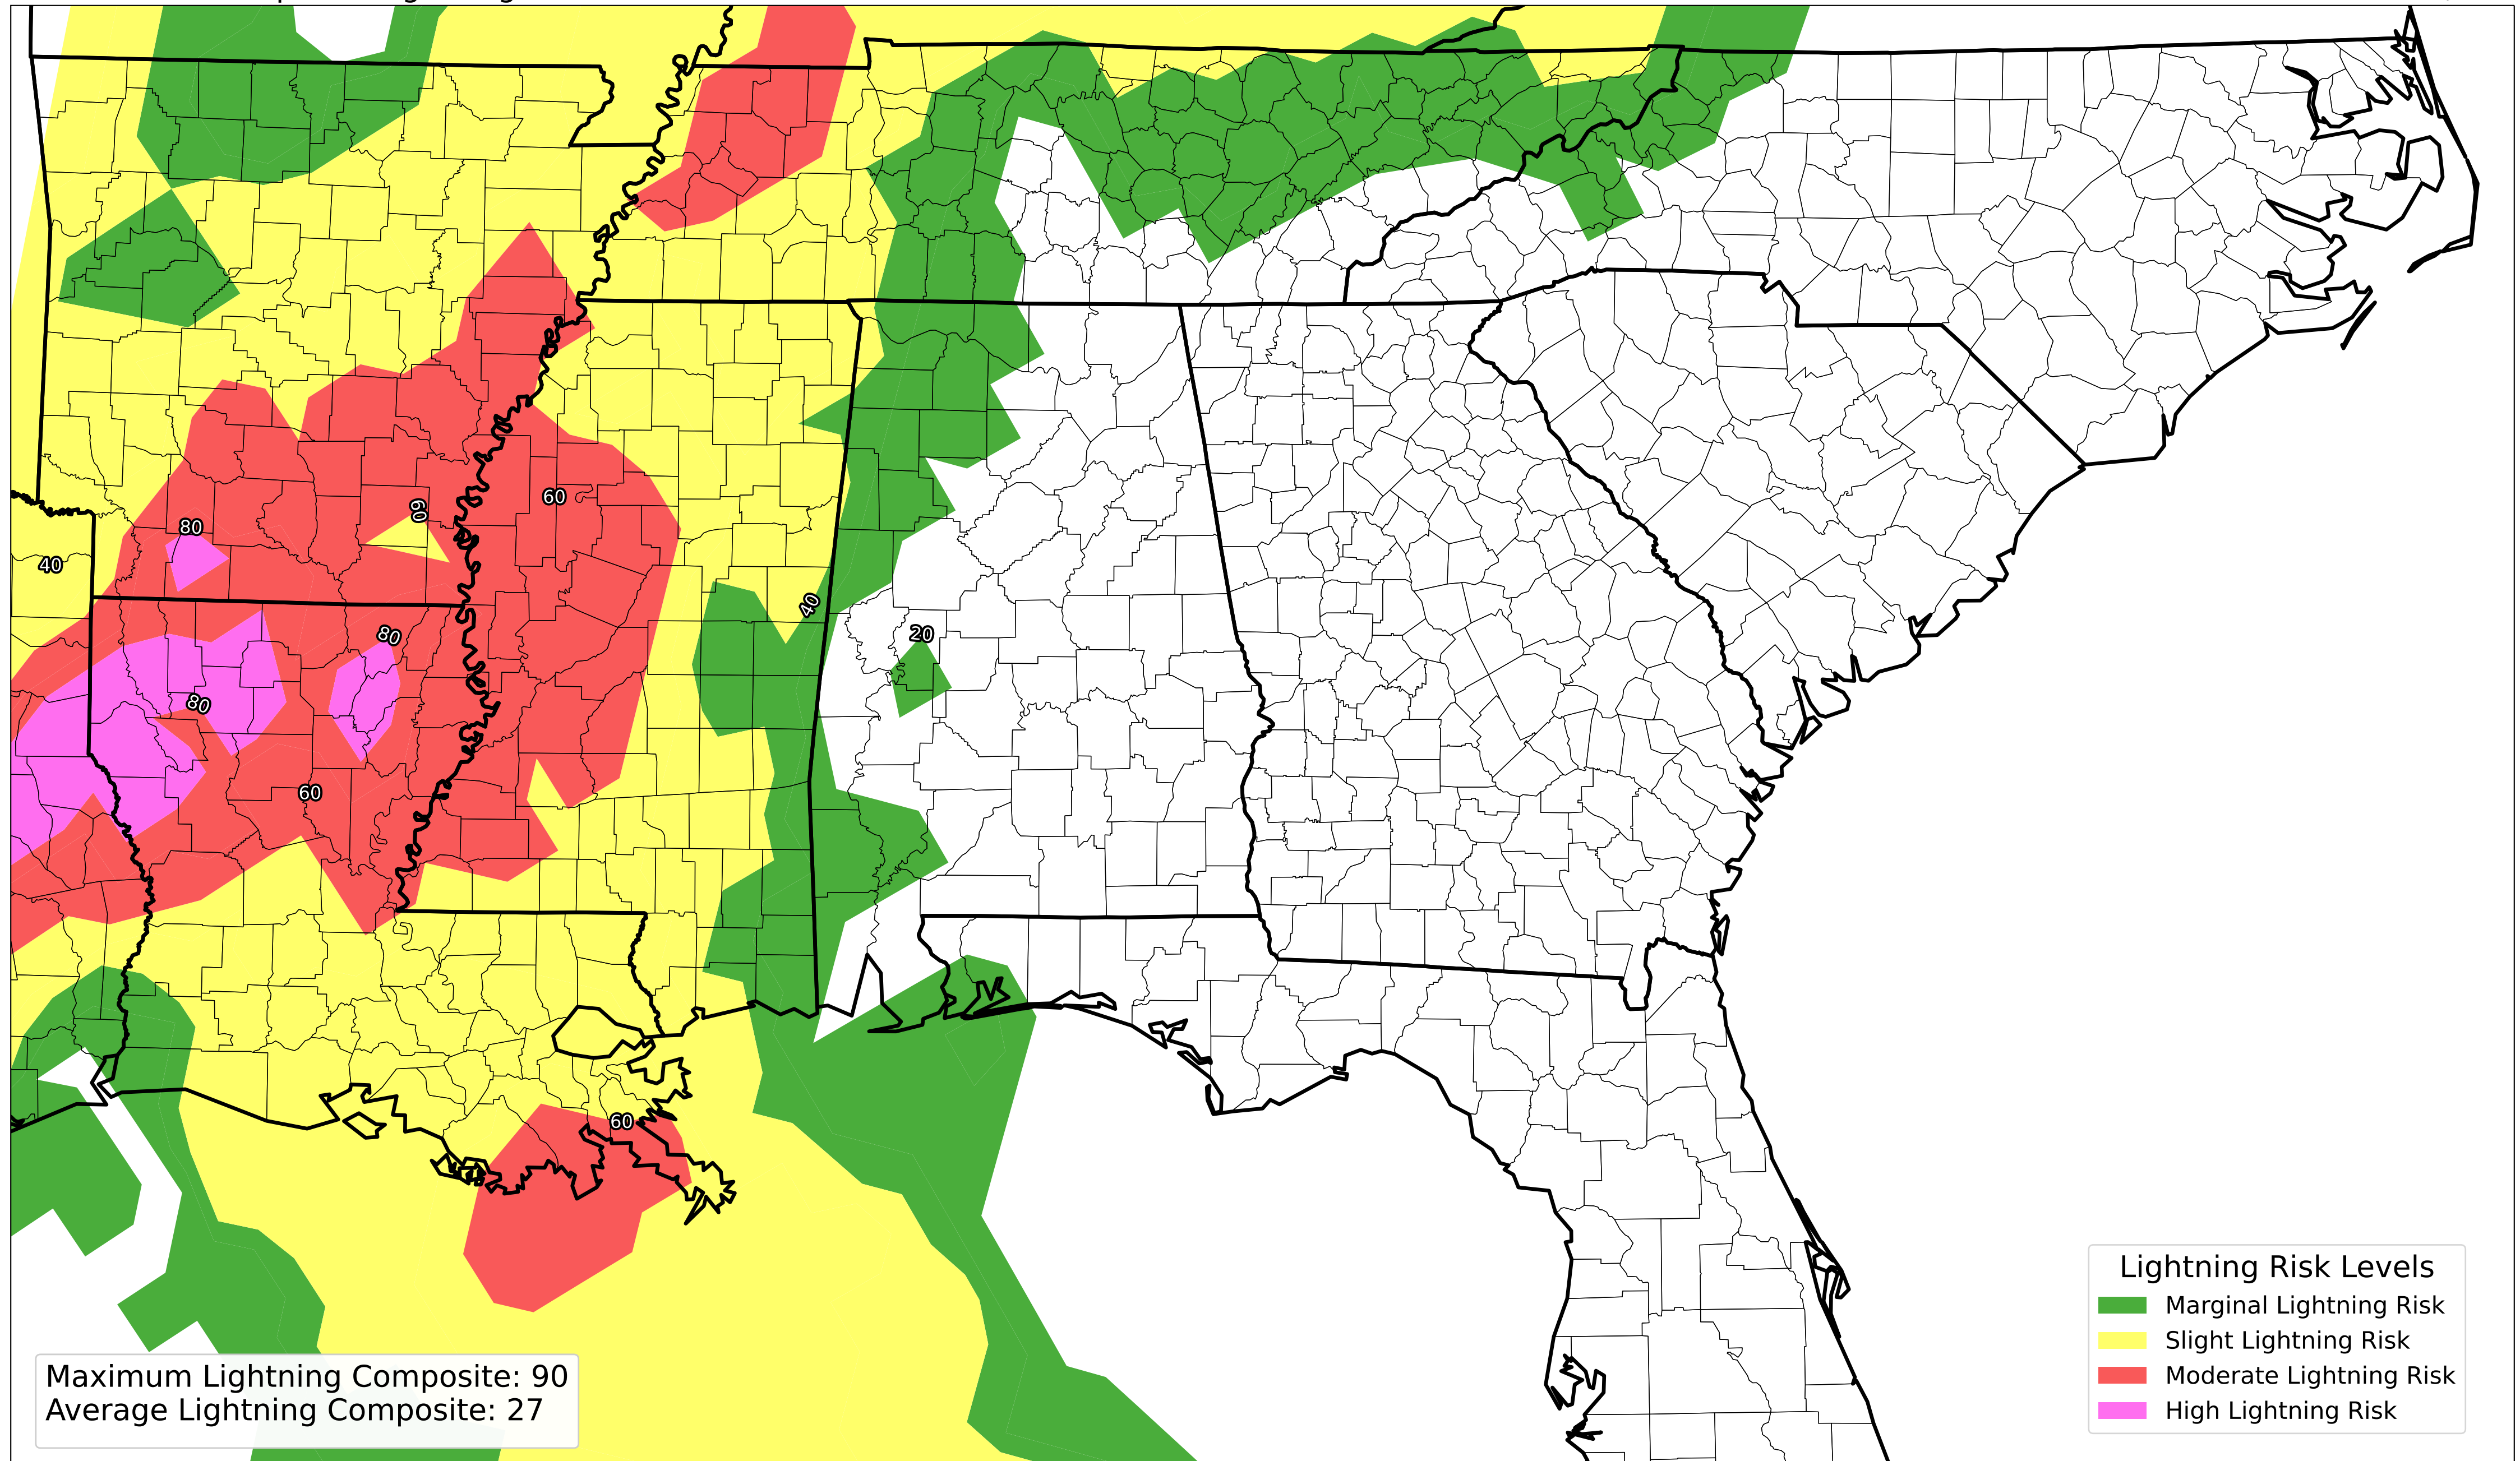 60
80
60
40
40
80
20
80
60
60
Lightning Risk Levels
Marginal Lightning Risk
Slight Lightning Risk
Moderate Lightning Risk
High Lightning Risk
Maximum Lightning Composite: 90
Average Lightning Composite: 27